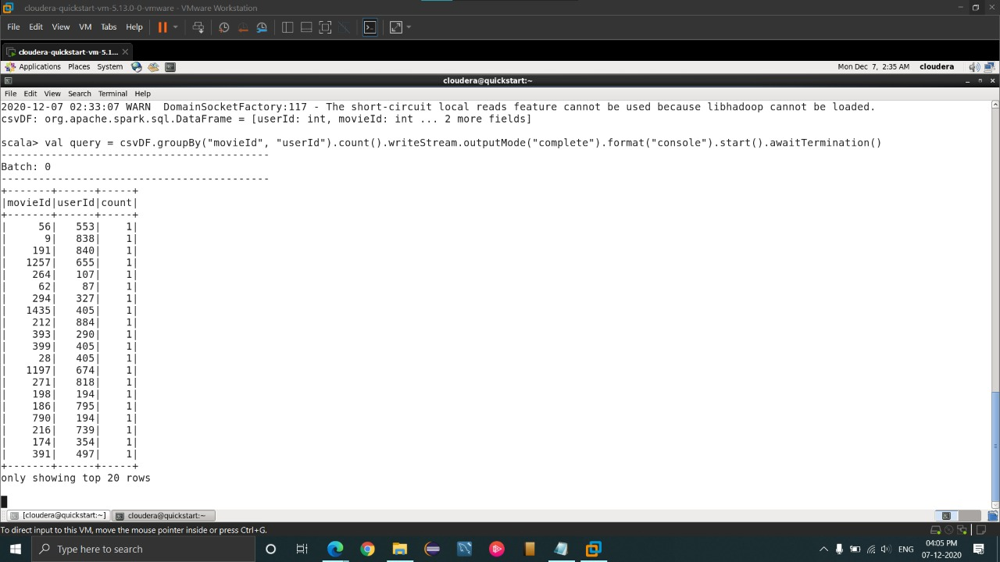 cloudera-quickstart-vm-5.13.0-0-vmware - VMware Workstation
File Edit View VM Tabs Help
cloudera-quickstart-vm-5.1...
Applications Places System Mon Dec 7, 2:35 AM cloudera
cloudera@quickstart:~
File Edit View Search Terminal Help
2020-12-07 02:33:07 WARN  DomainSocketFactory:117 - The short-circuit local reads feature cannot be used because libhadoop cannot be loaded.
csvDF: org.apache.spark.sql.DataFrame = [userId: int, movieId: int ... 2 more fields]
scala> val query = csvDF.groupBy("movieId", "userId").count().writeStream.outputMode("complete").format("console").start().awaitTermination()
-------------------------------------------
Batch: 0
-------------------------------------------
+-------+------+-----+
|movieId|userId|count|
+-------+------+-----+
|     56|   553|    1|
|      9|   838|    1|
|    191|   840|    1|
|   1257|   655|    1|
|    264|   107|    1|
|     62|    87|    1|
|    294|   327|    1|
|   1435|   405|    1|
|    212|   884|    1|
|    393|   290|    1|
|    399|   405|    1|
|     28|   405|    1|
|   1197|   674|    1|
|    271|   818|    1|
|    198|   194|    1|
|    186|   795|    1|
|    790|   194|    1|
|    216|   739|    1|
|    174|   354|    1|
|    391|   497|    1|
+-------+------+-----+
only showing top 20 rows
[cloudera@quickstart:~] cloudera@quickstart:~
To direct input to this VM, move the mouse pointer inside or press Ctrl+G.
Type here to search ENG 04:05 PM
07-12-2020